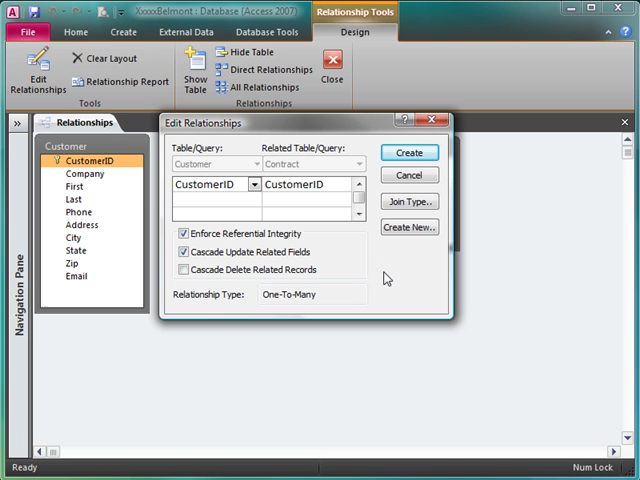 XxxxxBelmont : Database (Access 2007)
Relationship Tools
File
Home
Create
External Data
Database Tools
Design
Edit
Relationships
Clear Layout
Relationship Report
Tools
Show
Table
Hide Table
Direct Relationships
All Relationships
Relationships
Close
Relationships
Navigation Pane
Customer
CustomerID
Company
First
Last
Phone
Address
City
State
Zip
Email
Edit Relationships
Table/Query:
Related Table/Query:
Customer
Contract
CustomerID
CustomerID
Enforce Referential Integrity
Cascade Update Related Fields
Cascade Delete Related Records
Relationship Type:
One-To-Many
Create
Cancel
Join Type..
Create New..
Ready
Num Lock